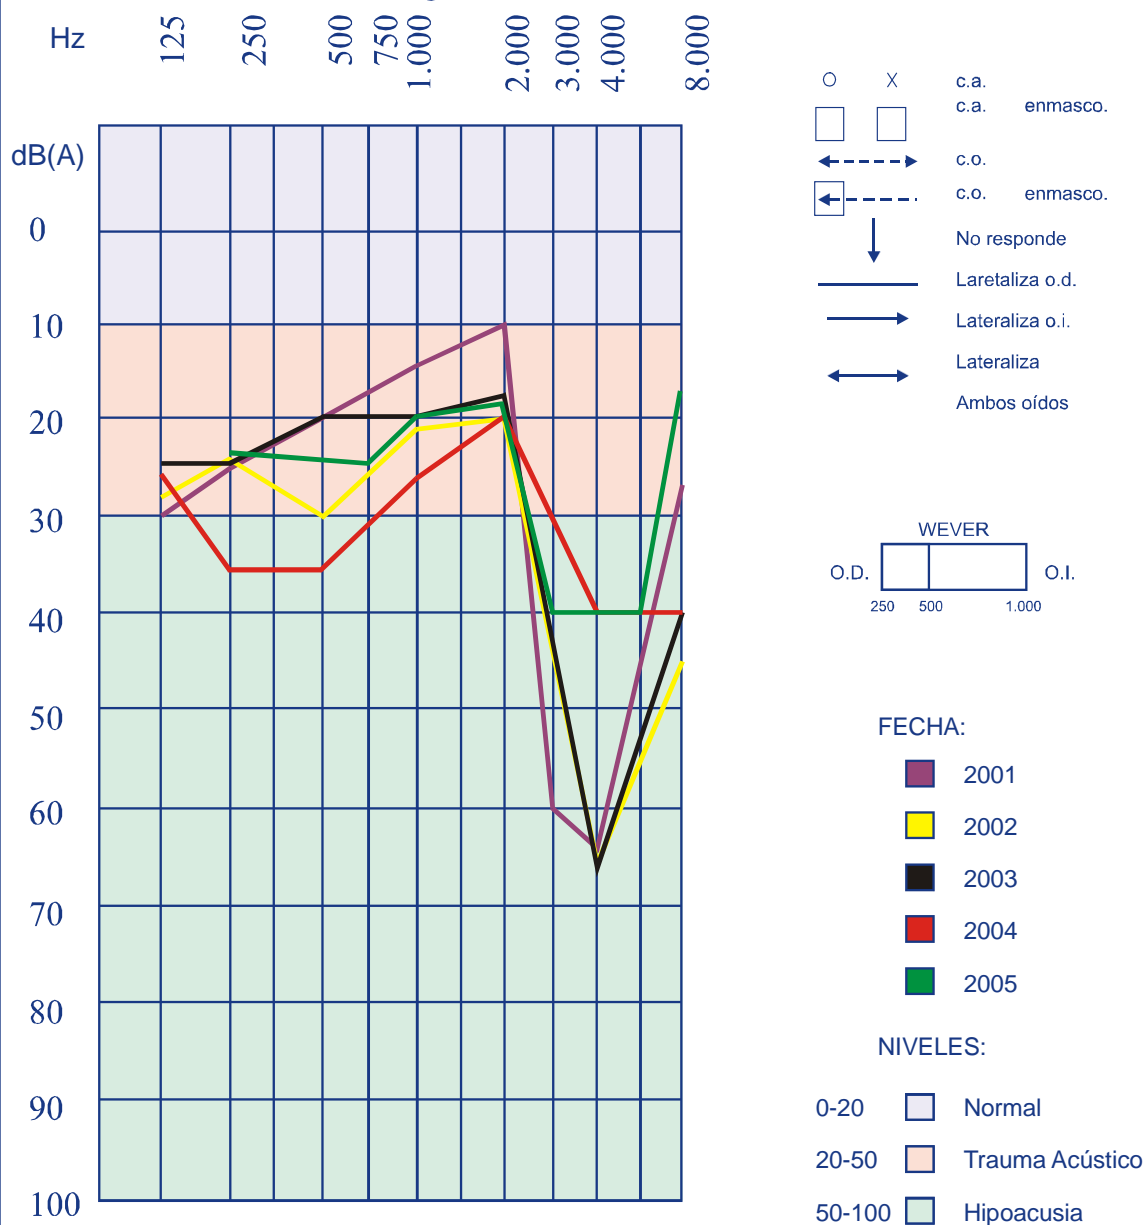 Hz 125 250 500 750 1.000 2.000 3.000 4.000 8.000
dB(A)
0
10
20
30
40
50
60
70
80
90
100
O X c.a.
c.a. enmasco.
c.o.
c.o. enmasco.
No responde
Laretaliza o.d.
Lateraliza o.i.
Lateraliza
Ambos oídos
WEVER
O.D. O.I.
250 500 1.000
FECHA:
2001
2002
2003
2004
2005
NIVELES:
0-20 Normal
20-50 Trauma Acústico
50-100 Hipoacusia